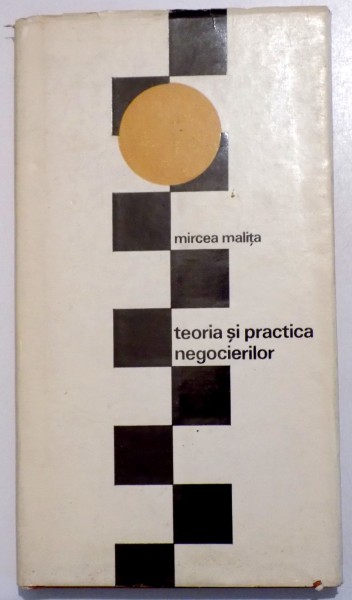 mircea malița
teoria și practica
negocierilor